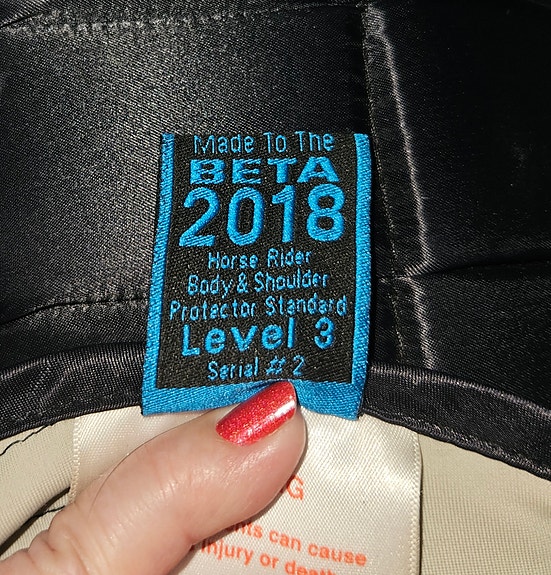 Made To The
BETA
2018
Horse Rider
Body & Shoulder
Protector Standard
Level 3
Serial # 2
G
can cause
injury or death